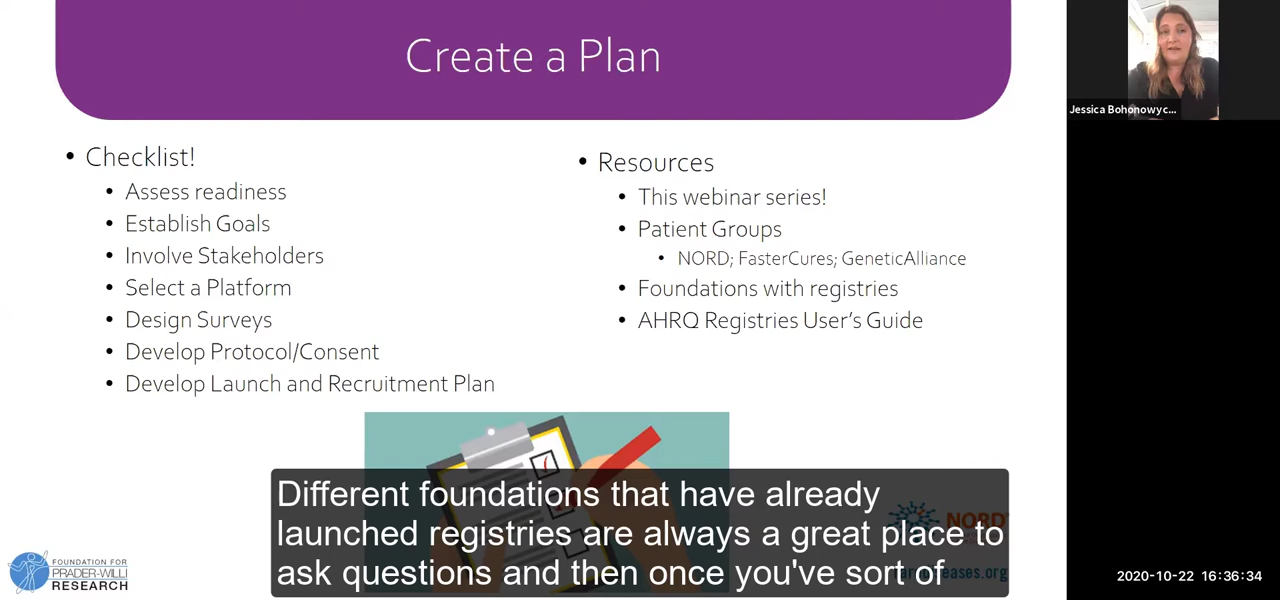 Create a Plan
Jessica Bohonowyc...
• Checklist!
• Assess readiness
• Establish Goals
• Involve Stakeholders
• Select a Platform
• Design Surveys
• Develop Protocol/Consent
• Develop Launch and Recruitment Plan
• Resources
• This webinar series!
• Patient Groups
• NORD; FasterCures; GeneticAlliance
• Foundations with registries
• AHRQ Registries User's Guide
Different foundations that have already
launched registries are always a great place to
ask questions and then once you've sort of
NORD
FOUNDATION FOR
PRADER-WILLI
RESEARCH
2020-10-22 16:36:34